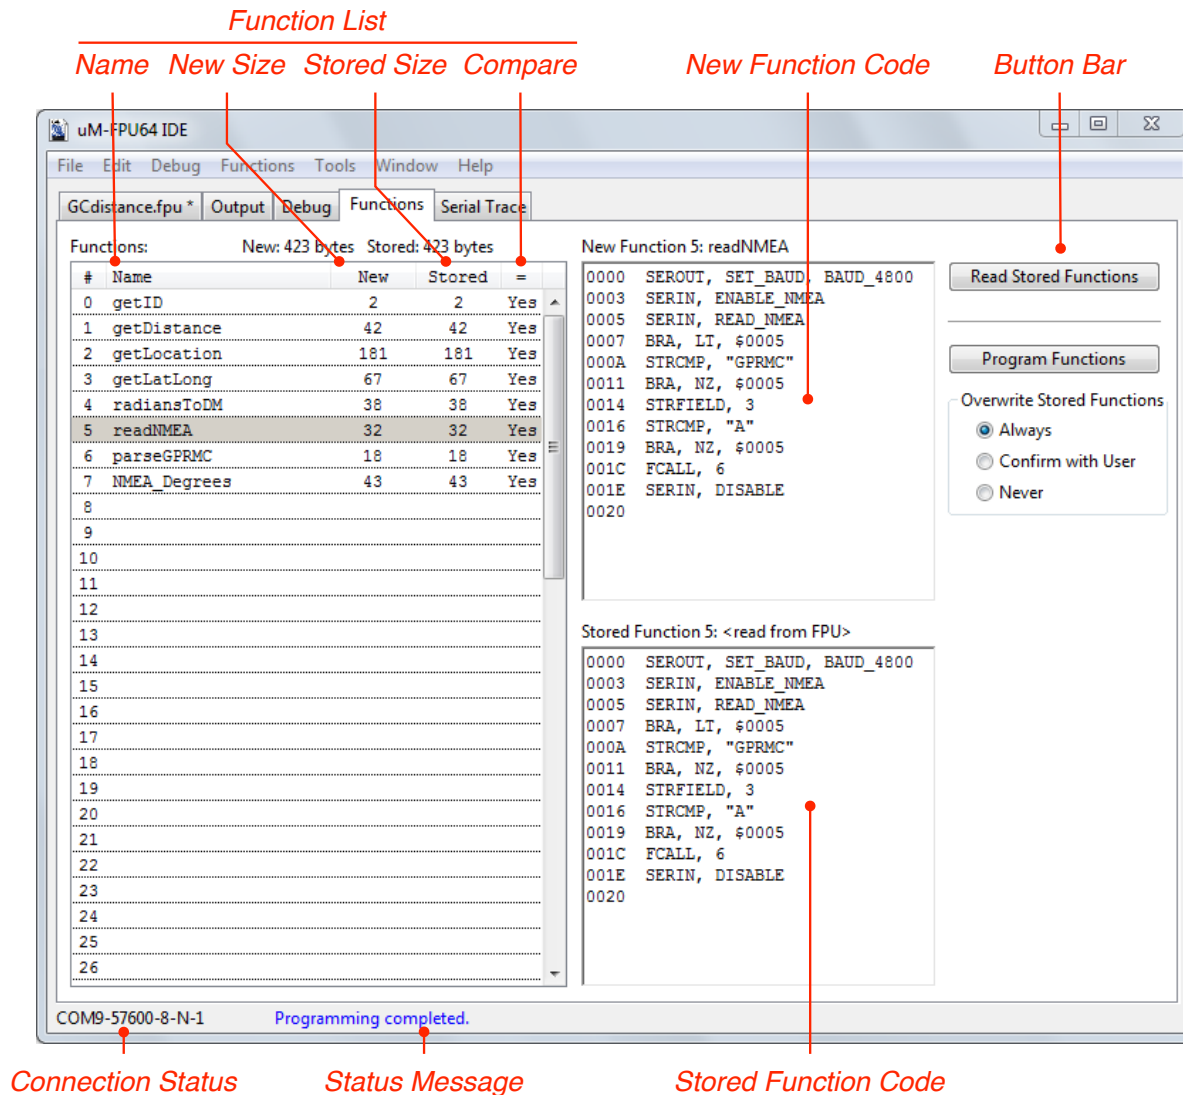 Function List
Name New Size Stored Size Compare New Function Code Button Bar
uM-FPU64 IDE
File Edit Debug Functions Tools Window Help
GCdistance.fpu * Output Debug Functions Serial Trace
Functions: New: 423 bytes Stored: 423 bytes
# Name New Stored =
0 getID 2 2 Yes
1 getDistance 42 42 Yes
2 getLocation 181 181 Yes
3 getLatLong 67 67 Yes
4 radiansToDM 38 38 Yes
5 readNMEA 32 32 Yes
6 parseGPRMC 18 18 Yes
7 NMEA_Degrees 43 43 Yes
8
9
10
11
12
13
14
15
16
17
18
19
20
21
22
23
24
25
26
New Function 5: readNMEA
0000 SEROUT, SET_BAUD, BAUD_4800
0003 SERIN, ENABLE_NMEA
0005 SERIN, READ_NMEA
0007 BRA, LT, $0005
000A STRCMP, "GPRMC"
0011 BRA, NZ, $0005
0014 STRFIELD, 3
0016 STRCMP, "A"
0019 BRA, NZ, $0005
001C FCALL, 6
001E SERIN, DISABLE
0020
Stored Function 5: <read from FPU>
0000 SEROUT, SET_BAUD, BAUD_4800
0003 SERIN, ENABLE_NMEA
0005 SERIN, READ_NMEA
0007 BRA, LT, $0005
000A STRCMP, "GPRMC"
0011 BRA, NZ, $0005
0014 STRFIELD, 3
0016 STRCMP, "A"
0019 BRA, NZ, $0005
001C FCALL, 6
001E SERIN, DISABLE
0020
Read Stored Functions
Program Functions
Overwrite Stored Functions
Always
Confirm with User
Never
COM9-57600-8-N-1 Programming completed.
Connection Status Status Message Stored Function Code